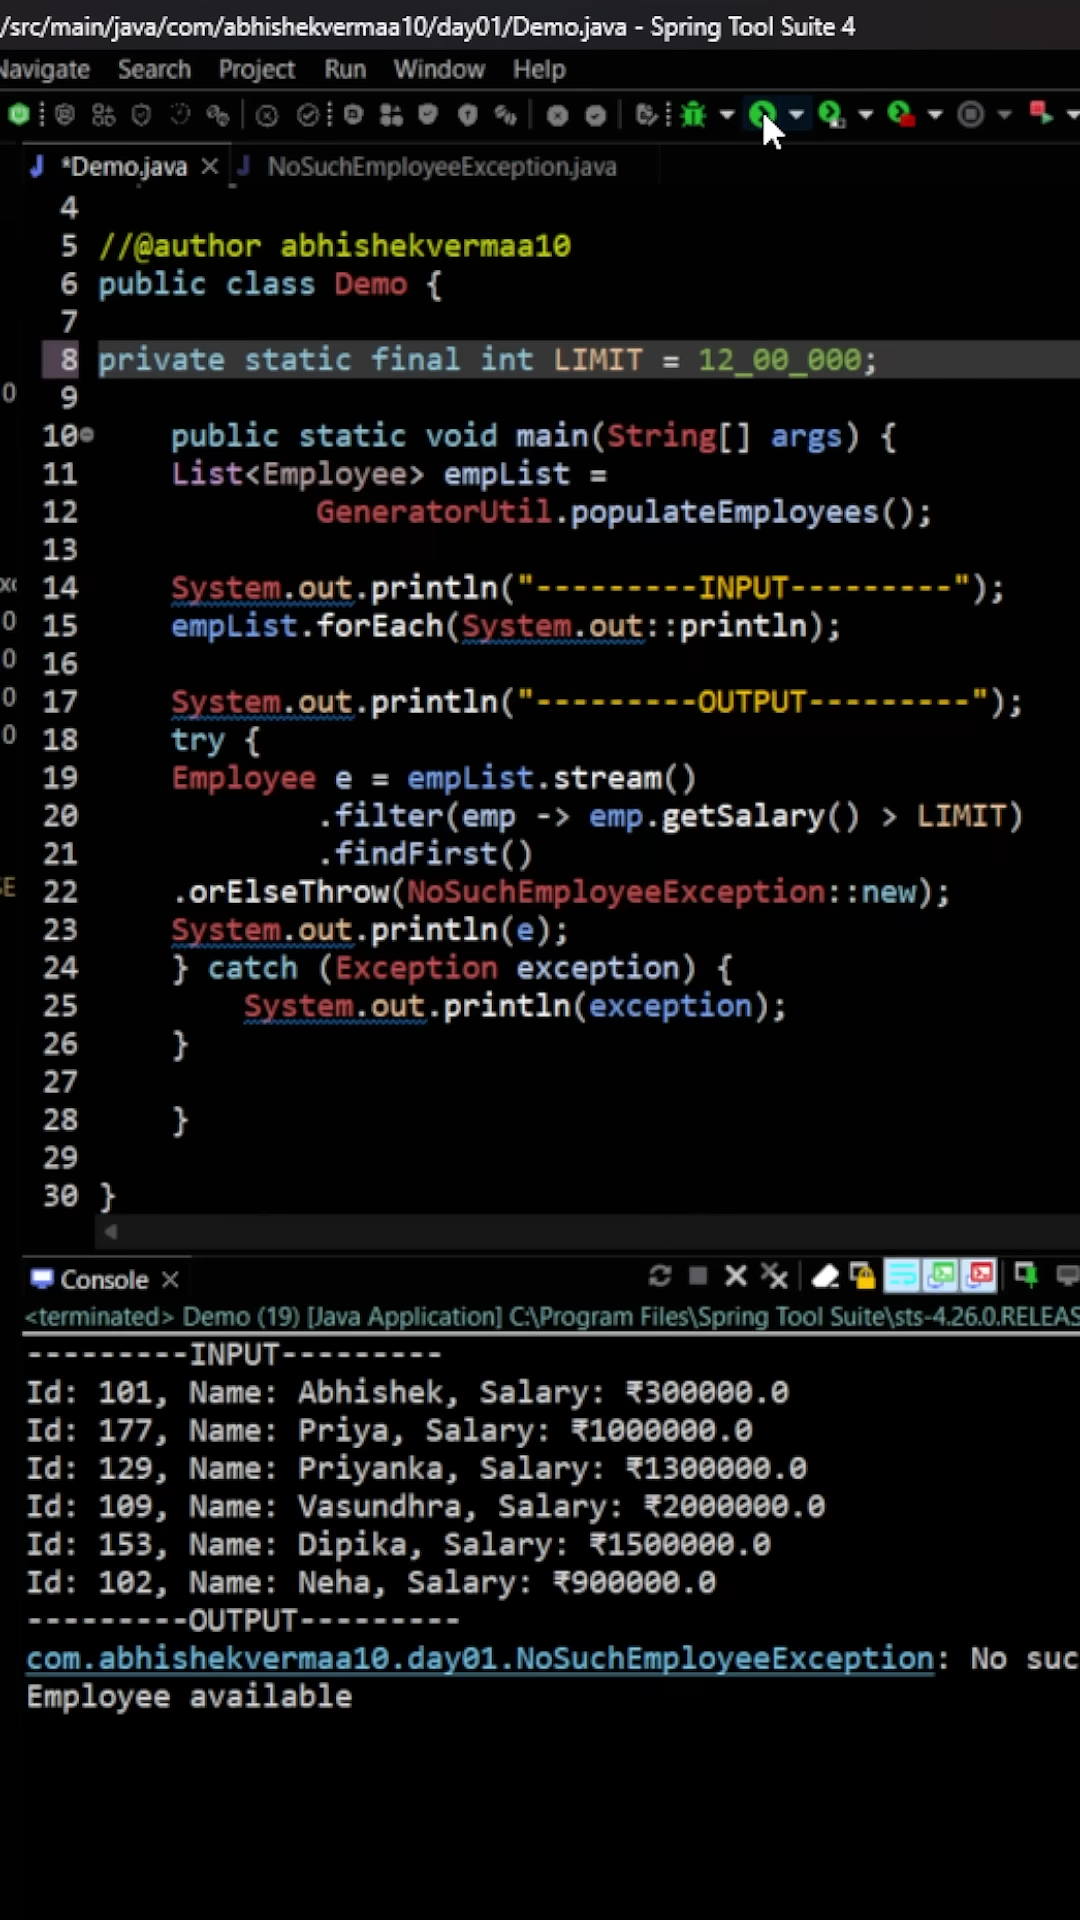 /src/main/java/com/abhishekvermaa10/day01/Demo.java - Spring Tool Suite 4
Navigate Search Project Run Window Help
*Demo.java NoSuchEmployeeException.java
4
5 //@author abhishekvermaa10
6 public class Demo {
7
8 private static final int LIMIT = 12_00_000;
9
10 public static void main(String[] args) {
11 List<Employee> empList =
12 GeneratorUtil.populateEmployees();
13
14 System.out.println("---------INPUT---------");
15 empList.forEach(System.out::println);
16
17 System.out.println("---------OUTPUT---------");
18 try {
19 Employee e = empList.stream()
20 .filter(emp -> emp.getSalary() > LIMIT)
21 .findFirst()
22 .orElseThrow(NoSuchEmployeeException::new);
23 System.out.println(e);
24 } catch (Exception exception) {
25 System.out.println(exception);
26 }
27
28 }
29
30 }
Console
<terminated> Demo (19) [Java Application] C:\Program Files\Spring Tool Suite\sts-4.26.0.RELEAS
---------INPUT---------
Id: 101, Name: Abhishek, Salary: ₹300000.0
Id: 177, Name: Priya, Salary: ₹1000000.0
Id: 129, Name: Priyanka, Salary: ₹1300000.0
Id: 109, Name: Vasundhra, Salary: ₹2000000.0
Id: 153, Name: Dipika, Salary: ₹1500000.0
Id: 102, Name: Neha, Salary: ₹900000.0
---------OUTPUT---------
com.abhishekvermaa10.day01.NoSuchEmployeeException: No suc
Employee available